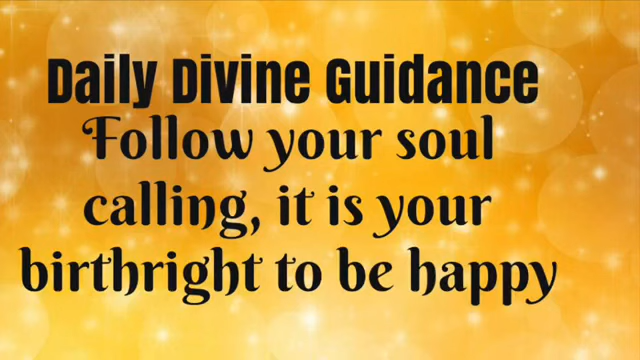 Daily Divine Guidance
Follow your soul
calling, it is your
birthright to be happy